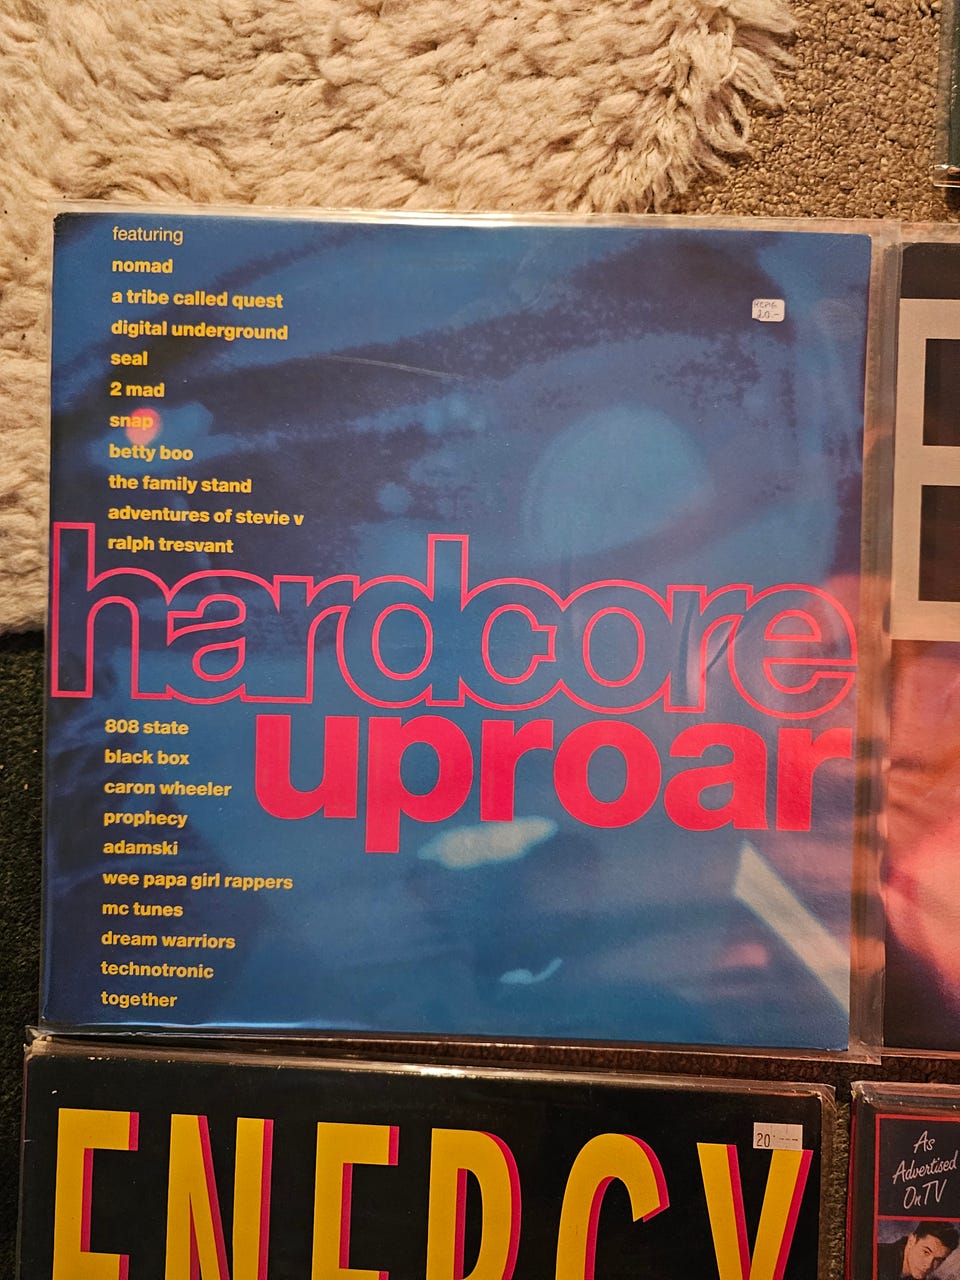 featuring
nomad
a tribe called quest
digital underground
seal
2 mad
snap
betty boo
the family stand
adventures of stevie v
ralph tresvant
hardcore
uproar
808 state
black box
caron wheeler
prophecy
adamski
wee papa girl rappers
mc tunes
dream warriors
technotronic
together
20.-
ENERGY
20 ---
As
Advertised
On TV